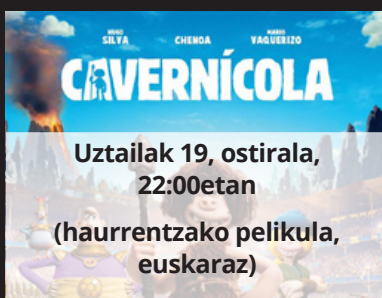 HUGO SILVA CHENOA MARIO VAQUERIZO
CAVERNÍCOLA
Uztailak 19, ostirala,
22:00etan
(haurrentzako pelikula,
euskaraz)